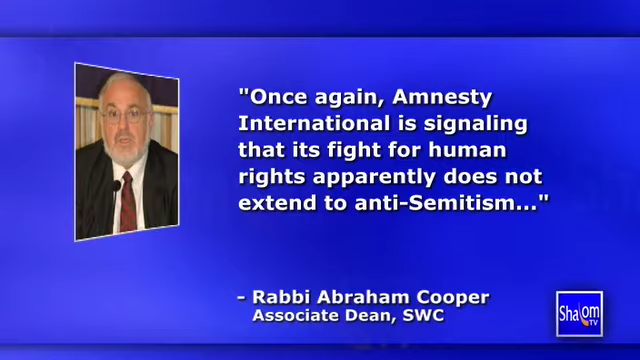 "Once again, Amnesty
International is signaling
that its fight for human
rights apparently does not
extend to anti-Semitism..."
- Rabbi Abraham Cooper
Associate Dean, SWC
Shalom
TV